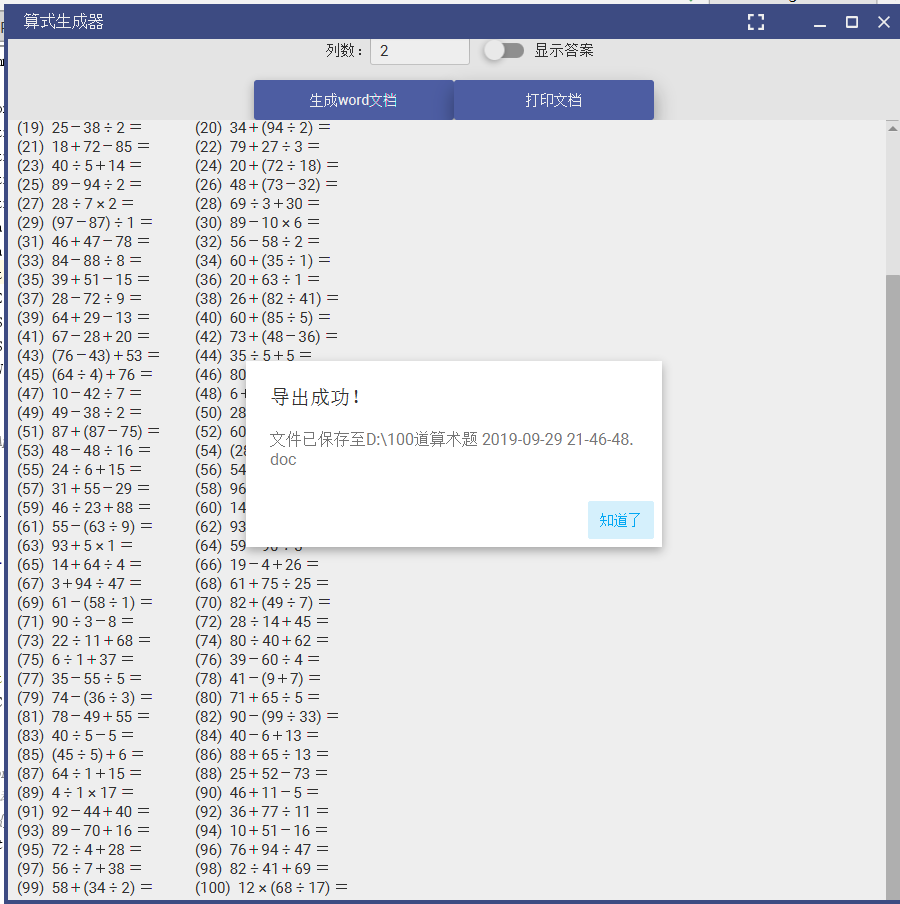 算式生成器
列数： 2 显示答案
生成word文档 打印文档
(19) 25－38÷2＝ (20) 34+(94÷2)＝
(21) 18+72－85＝ (22) 79+27÷3＝
(23) 40÷5+14＝ (24) 20+(72÷18)＝
(25) 89－94÷2＝ (26) 48+(73－32)＝
(27) 28÷7×2＝ (28) 69÷3+30＝
(29) (97－87)÷1＝ (30) 89－10×6＝
(31) 46+47－78＝ (32) 56－58÷2＝
(33) 84－88÷8＝ (34) 60+(35÷1)＝
(35) 39+51－15＝ (36) 20+63÷1＝
(37) 28－72÷9＝ (38) 26+(82÷41)＝
(39) 64+29－13＝ (40) 60+(85÷5)＝
(41) 67－28+20＝ (42) 73+(48－36)＝
(43) (76－43)+53＝ (44) 35÷5+5＝
(45) (64÷4)+76＝ (46) 80
(47) 10－42÷7＝ (48) 6+
(49) 49－38÷2＝ (50) 28
(51) 87+(87－75)＝ (52) 60
(53) 48－48÷16＝ (54) (28
(55) 24÷6+15＝ (56) 54
(57) 31+55－29＝ (58) 96
(59) 46÷23+88＝ (60) 14
(61) 55－(63÷9)＝ (62) 93
(63) 93+5×1＝ (64) 59
(65) 14+64÷4＝ (66) 19－4+26＝
(67) 3+94÷47＝ (68) 61+75÷25＝
(69) 61－(58÷1)＝ (70) 82+(49÷7)＝
(71) 90÷3－8＝ (72) 28÷14+45＝
(73) 22÷11+68＝ (74) 80÷40+62＝
(75) 6÷1+37＝ (76) 39－60÷4＝
(77) 35－55÷5＝ (78) 41－(9+7)＝
(79) 74－(36÷3)＝ (80) 71+65÷5＝
(81) 78－49+55＝ (82) 90－(99÷33)＝
(83) 40÷5－5＝ (84) 40－6+13＝
(85) (45÷5)+6＝ (86) 88+65÷13＝
(87) 64÷1+15＝ (88) 25+52－73＝
(89) 4÷1×17＝ (90) 46+11－5＝
(91) 92－44+40＝ (92) 36+77÷11＝
(93) 89－70+16＝ (94) 10+51－16＝
(95) 72÷4+28＝ (96) 76+94÷47＝
(97) 56÷7+38＝ (98) 82÷41+69＝
(99) 58+(34÷2)＝ (100) 12×(68÷17)＝
导出成功！
文件已保存至D:\100道算术题 2019-09-29 21-46-48.
doc
知道了